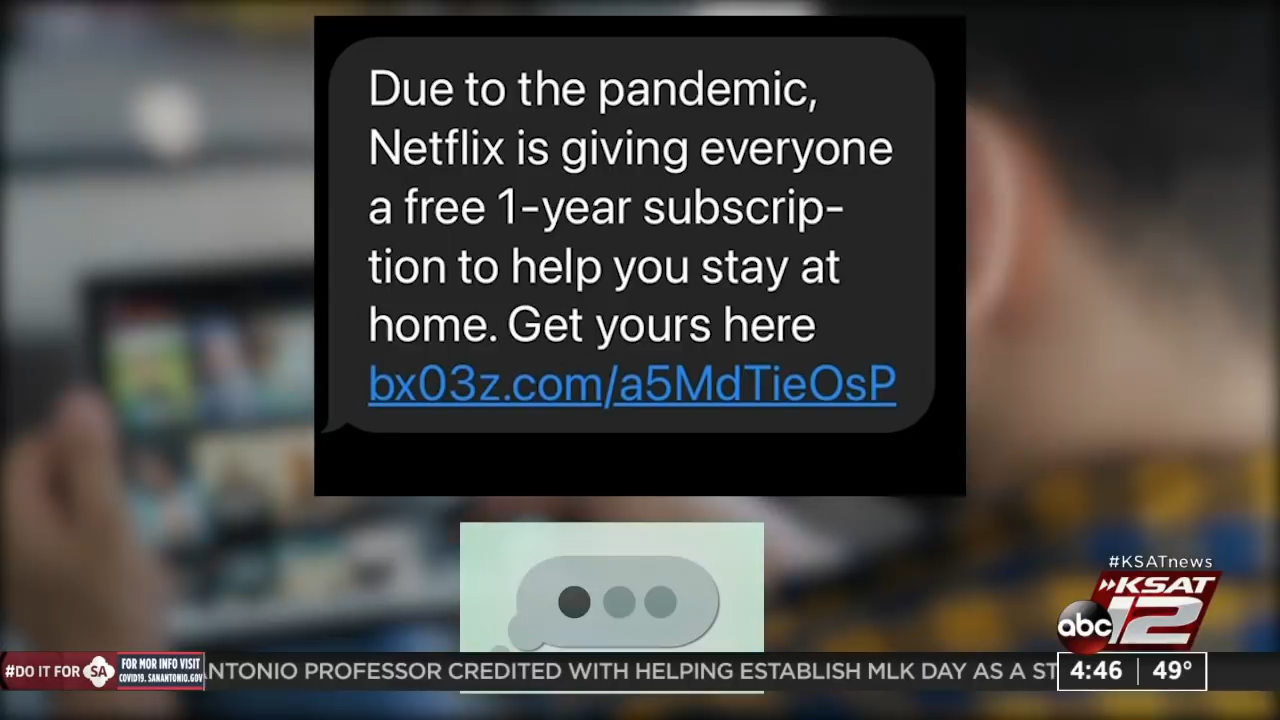 Due to the pandemic,
Netflix is giving everyone
a free 1-year subscrip-
tion to help you stay at
home. Get yours here
bx03z.com/a5MdTieOsP
#KSATnews
KSAT
abc 12
#DO IT FOR SA
FOR MOR INFO VISIT
COVID19.SANANTONIO.GOV
NTONIO PROFESSOR CREDITED WITH HELPING ESTABLISH MLK DAY AS A ST
4:46 49°